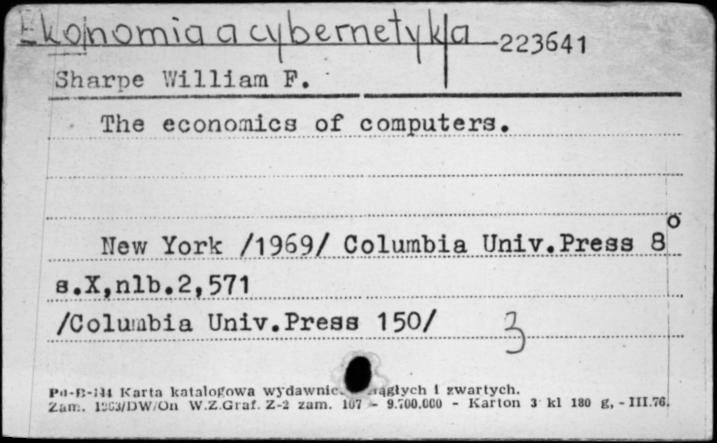 Ekonomia a cybernetyka 223641
Sharpe William F.
The economics of computers.
New York /1969/ Columbia Univ.Press 8°
s.X,nlb.2,571
/Columbia Univ.Press 150/ 3
Karta katalogowa wydawnic. ągłych i zwartych.
Zam. W.Z.Graf. Z-2 zam. 107 - 9.700.000 - Karton 3 kl 180 g, - III.76.